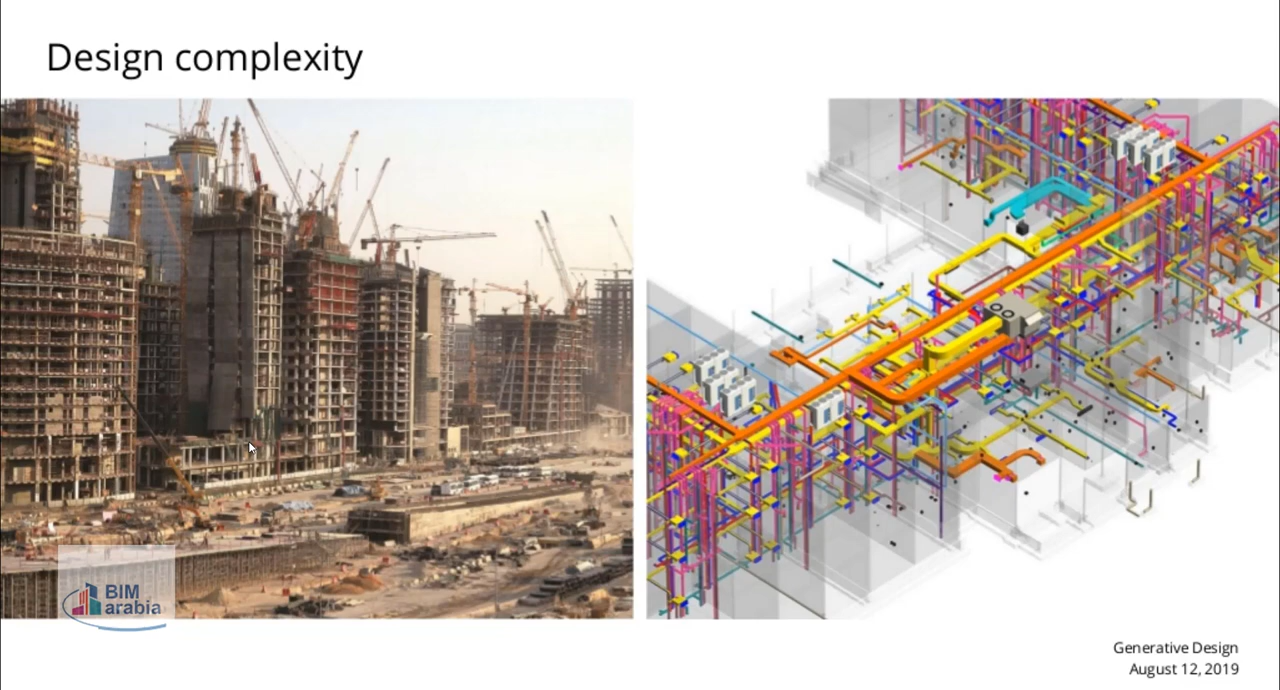 Design complexity
BIM
arabia
Generative Design
August 12, 2019